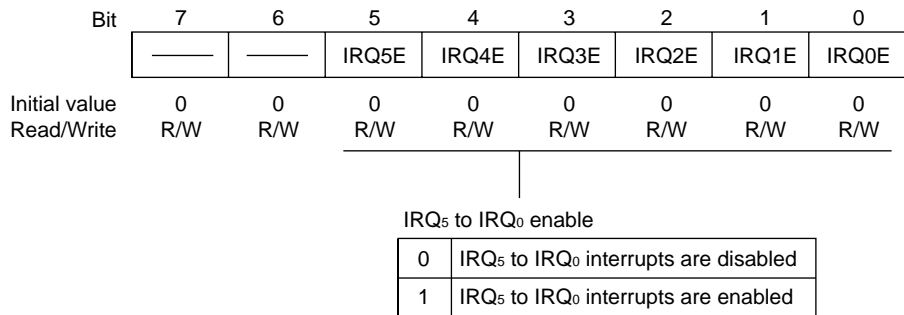 Bit 7 6 5 4 3 2 1 0
IRQ5E IRQ4E IRQ3E IRQ2E IRQ1E IRQ0E
Initial value 0 0 0 0 0 0 0 0
Read/Write R/W R/W R/W R/W R/W R/W R/W R/W
IRQ₅ to IRQ₀ enable
0 IRQ₅ to IRQ₀ interrupts are disabled
1 IRQ₅ to IRQ₀ interrupts are enabled